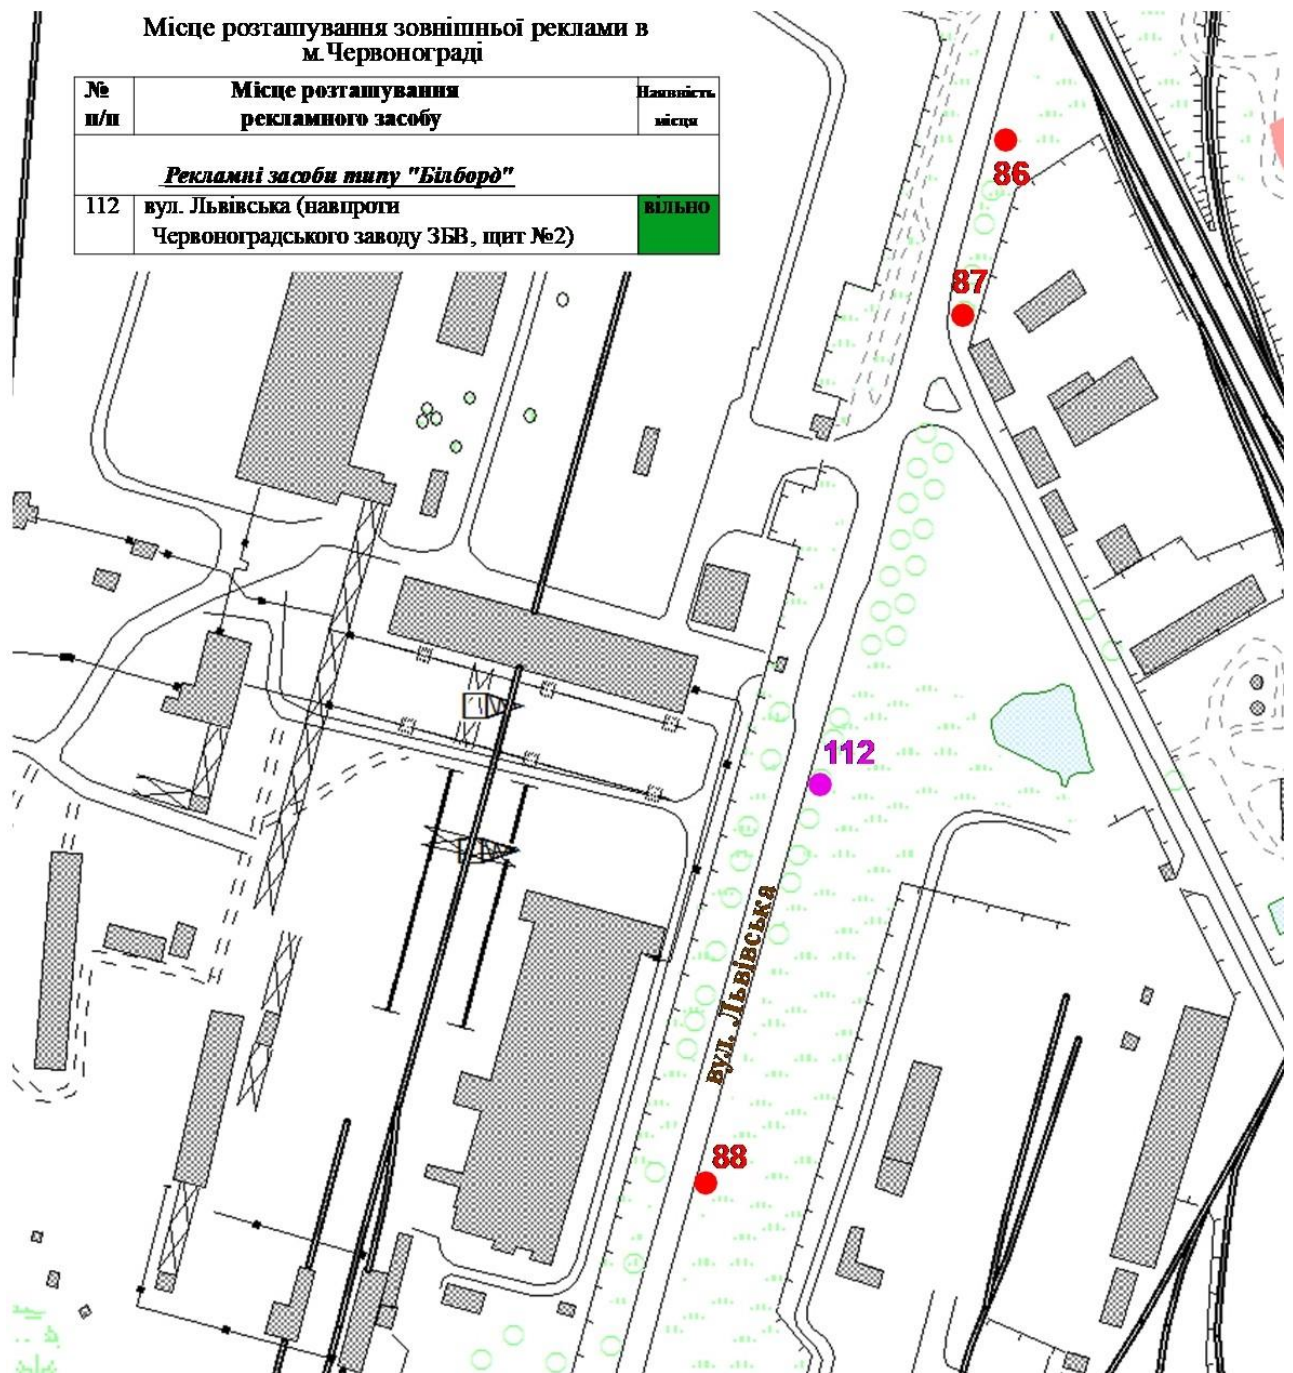 Місце розташування зовнішньої реклами в
м.Червонограді
№ п/п
Місце розташування рекламного засобу
Наявність місця
Рекламні засоби типу "Білборд"
112 вул. Львівська (навпроти вільно
Червоноградського заводу ЗБВ, щит №2)
86
87
112
вул. Львівська
88